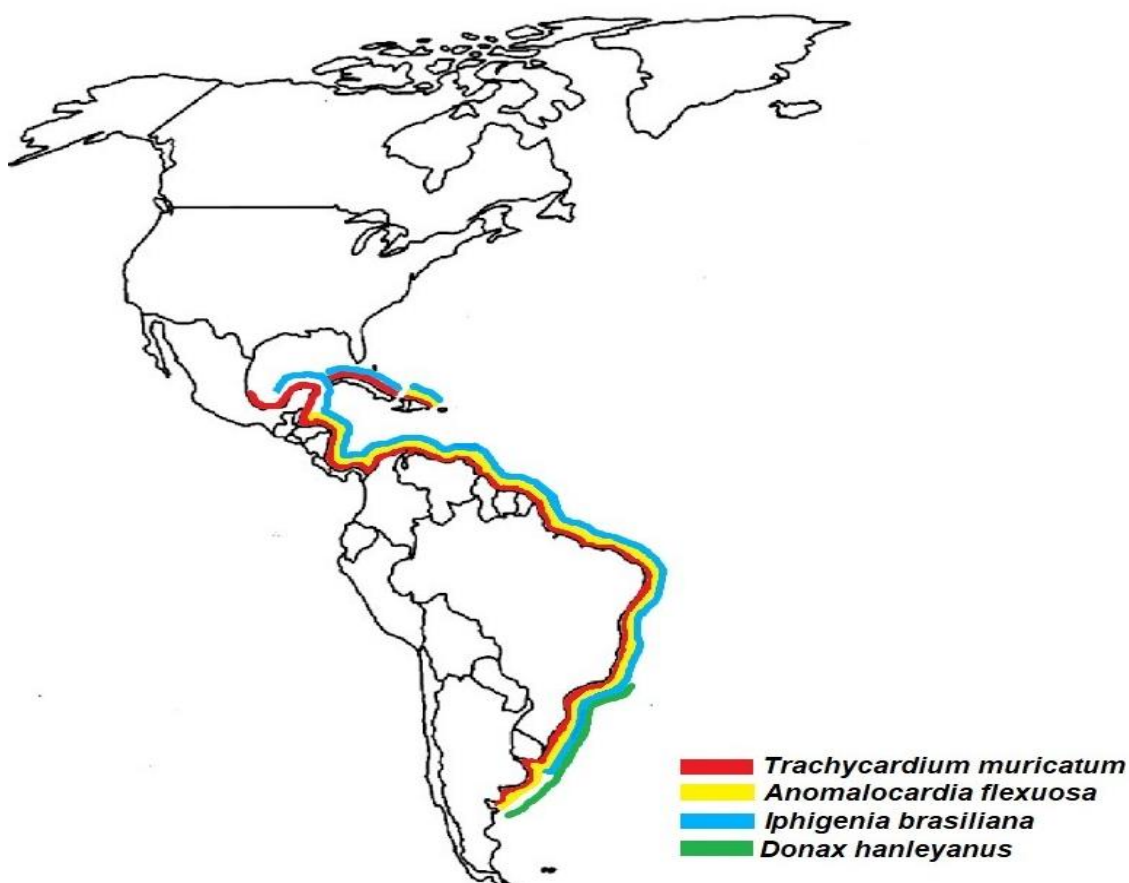 Trachycardium muricatum
Anomalocardia flexuosa
Iphigenia brasiliana
Donax hanleyanus